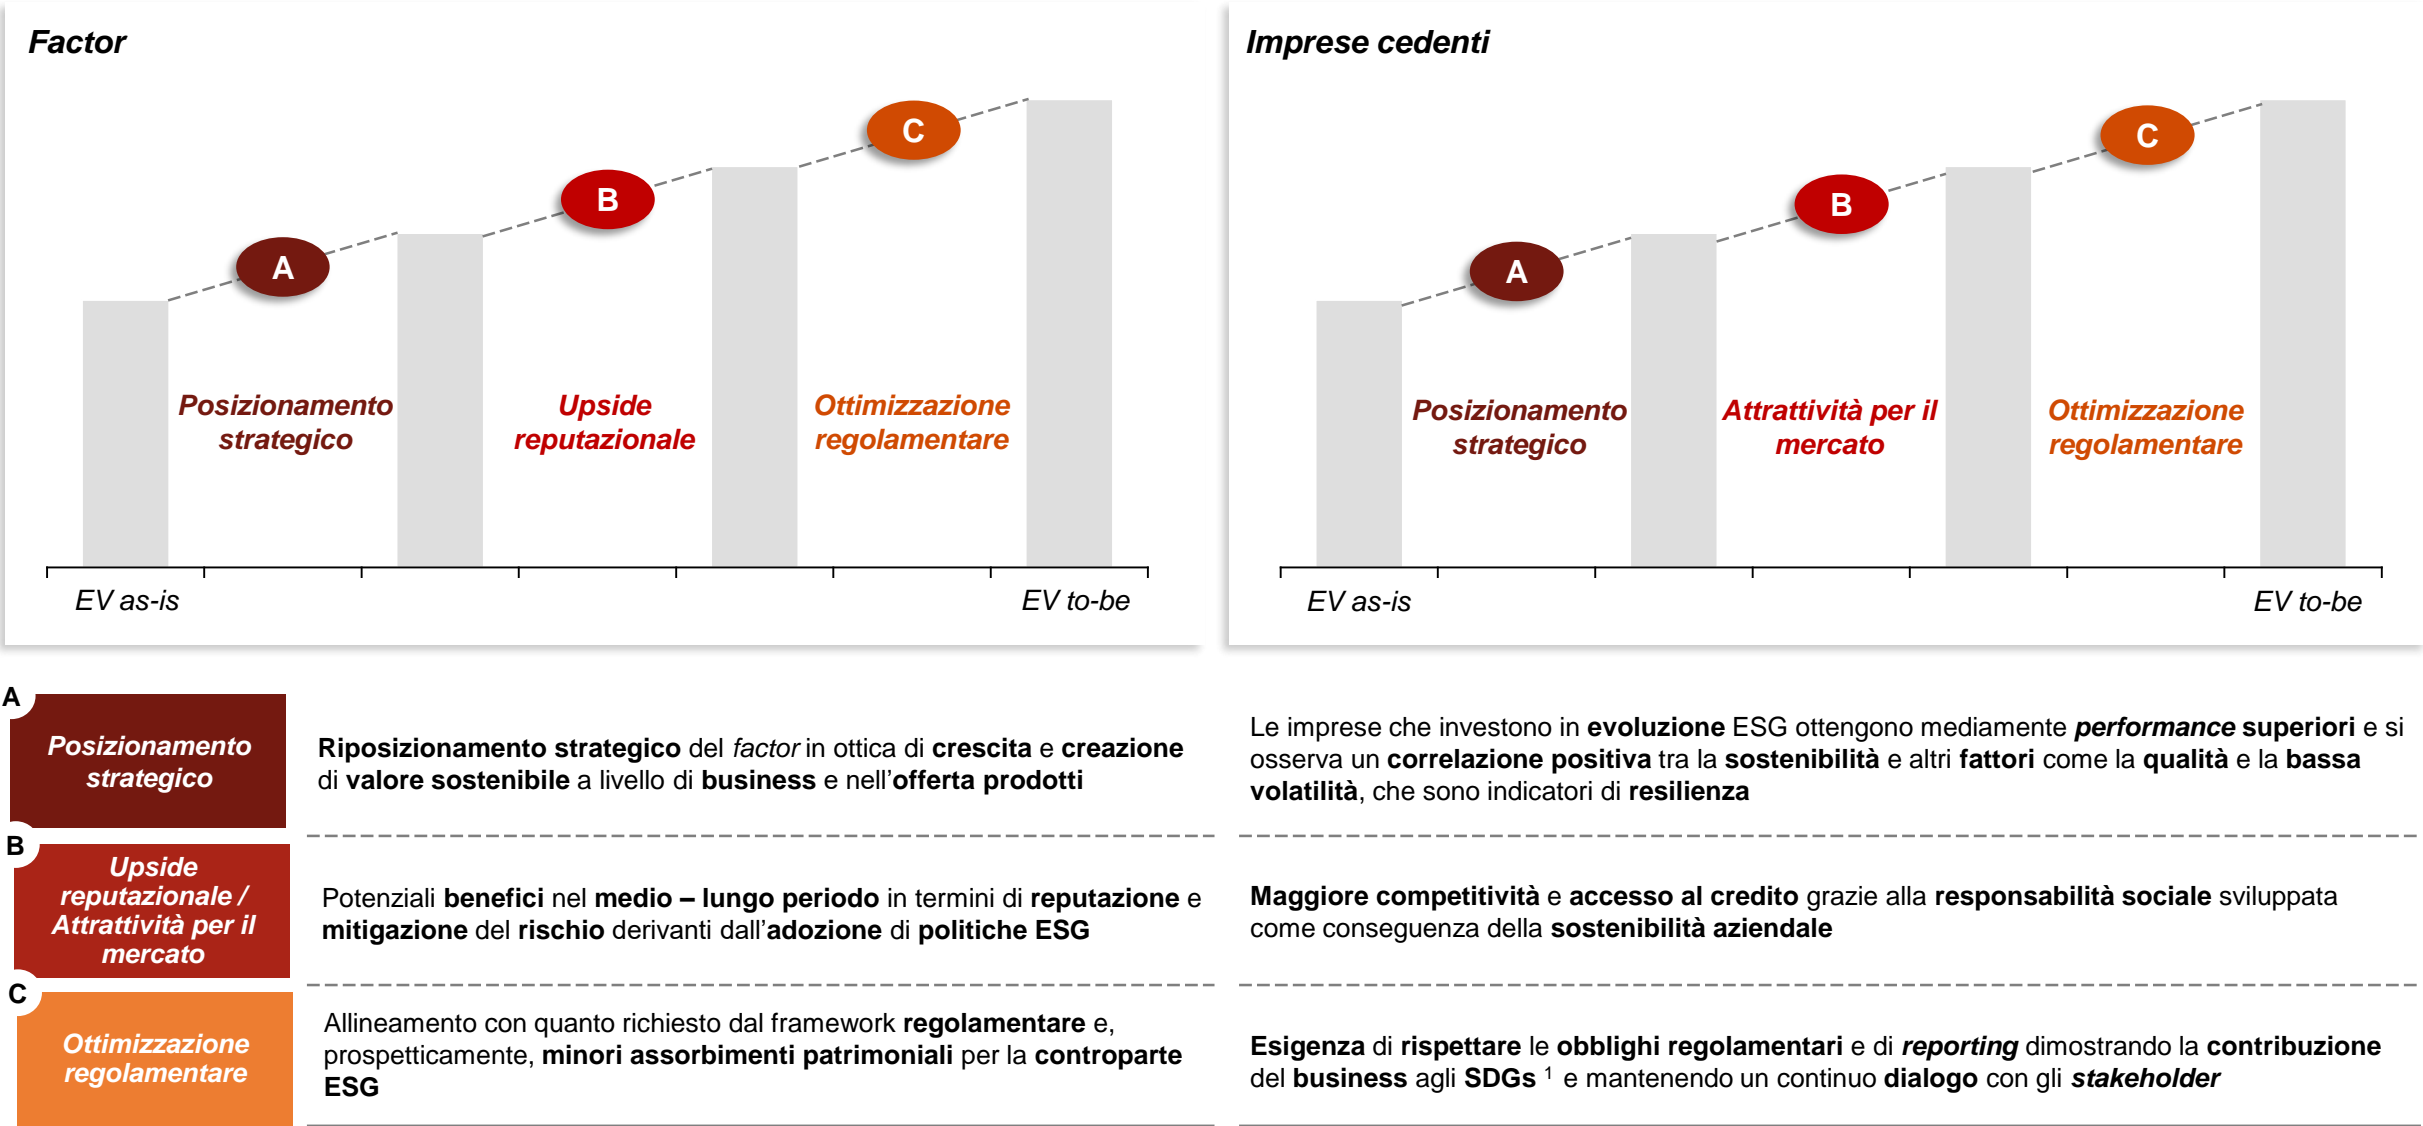 Factor
A
B
C
Posizionamento
strategico
Upside
reputazionale
Ottimizzazione
regolamentare
EV as-is
EV to-be
Imprese cedenti
A
B
C
Posizionamento
strategico
Attrattività per il
mercato
Ottimizzazione
regolamentare
EV as-is
EV to-be
A
Posizionamento
strategico
Riposizionamento strategico del factor in ottica di crescita e creazione
di valore sostenibile a livello di business e nell'offerta prodotti
Le imprese che investono in evoluzione ESG ottengono mediamente performance superiori e si
osserva un correlazione positiva tra la sostenibilità e altri fattori come la qualità e la bassa
volatilità, che sono indicatori di resilienza
B
Upside
reputazionale /
Attrattività per il
mercato
Potenziali benefici nel medio – lungo periodo in termini di reputazione e
mitigazione del rischio derivanti dall'adozione di politiche ESG
Maggiore competitività e accesso al credito grazie alla responsabilità sociale sviluppata
come conseguenza della sostenibilità aziendale
C
Ottimizzazione
regolamentare
Allineamento con quanto richiesto dal framework regolamentare e,
prospetticamente, minori assorbimenti patrimoniali per la controparte
ESG
Esigenza di rispettare le obblighi regolamentari e di reporting dimostrando la contribuzione
del business agli SDGs 1 e mantenendo un continuo dialogo con gli stakeholder